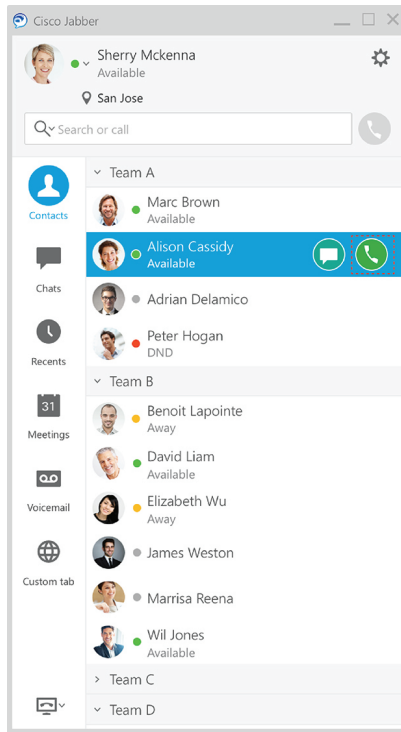 Cisco Jabber
Sherry Mckenna
Available
San Jose
Search or call
Contacts
Chats
Recents
31
Meetings
Voicemail
Custom tab
Team A
Marc Brown
Available
Alison Cassidy
Available
Adrian Delamico
Peter Hogan
DND
Team B
Benoit Lapointe
Away
David Liam
Available
Elizabeth Wu
Away
James Weston
Marrisa Reena
Wil Jones
Available
Team C
Team D